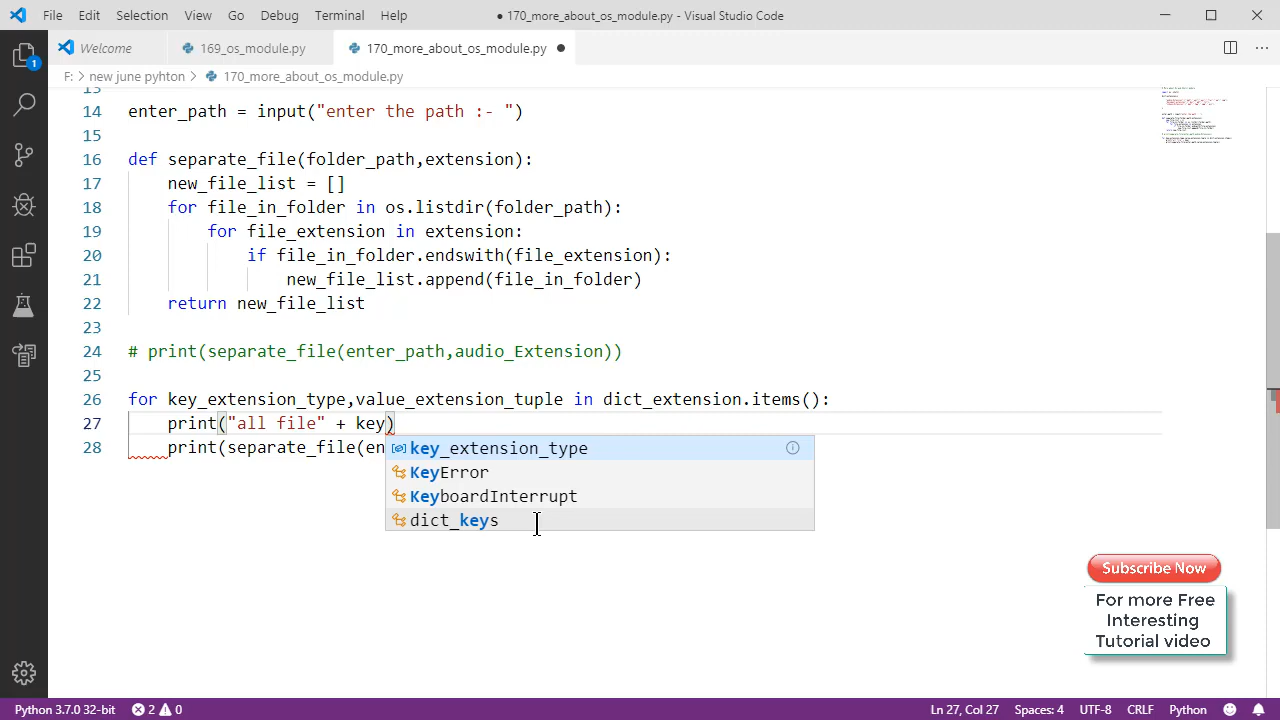 File Edit Selection View Go Debug Terminal Help
● 170_more_about_os_module.py - Visual Studio Code
1
Welcome 169_os_module.py 170_more_about_os_module.py ●
F: > new june pyhton > 170_more_about_os_module.py
13
14 enter_path = input("enter the path :- ")
15
16 def separate_file(folder_path,extension):
17 new_file_list = []
18 for file_in_folder in os.listdir(folder_path):
19 for file_extension in extension:
20 if file_in_folder.endswith(file_extension):
21 new_file_list.append(file_in_folder)
22 return new_file_list
23
24 # print(separate_file(enter_path,audio_Extension))
25
26 for key_extension_type,value_extension_tuple in dict_extension.items():
27 print("all file" + key)
28 print(separate_file(en
key_extension_type
KeyError
KeyboardInterrupt
dict_keys
Subscribe Now
For more Free
Interesting
Tutorial video
Python 3.7.0 32-bit 2 0 Ln 27, Col 27 Spaces: 4 UTF-8 CRLF Python